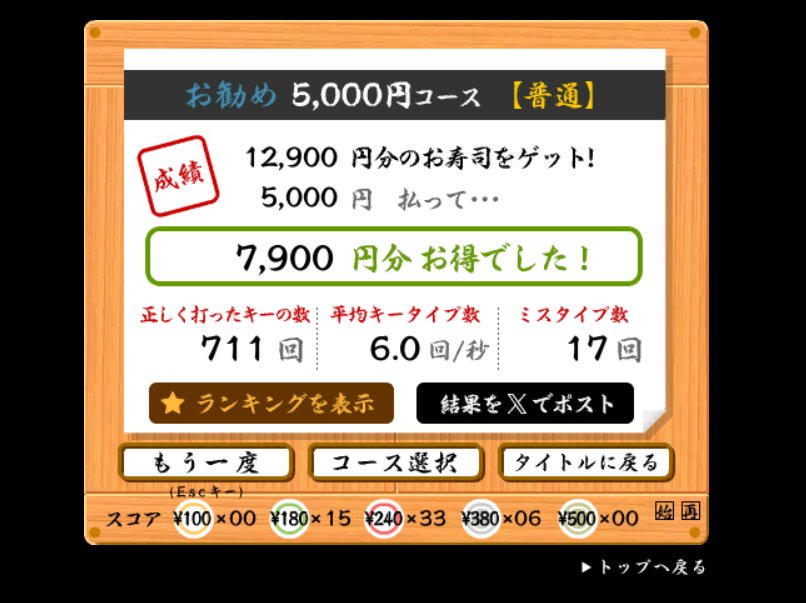 お勧め 5,000円コース 【普通】
成績
12,900 円分のお寿司をゲット!
5,000 円 払って…
7,900 円分 お得でした!
正しく打ったキーの数 平均キータイプ数 ミスタイプ数
711 回 6.0 回/秒 17 回
★ ランキングを表示 結果を𝕏でポスト
もう一度 コース選択 タイトルに戻る
(Escキー)
スコア ¥100×00 ¥180×15 ¥240×33 ¥380×06 ¥500×00 始 再
▶トップへ戻る